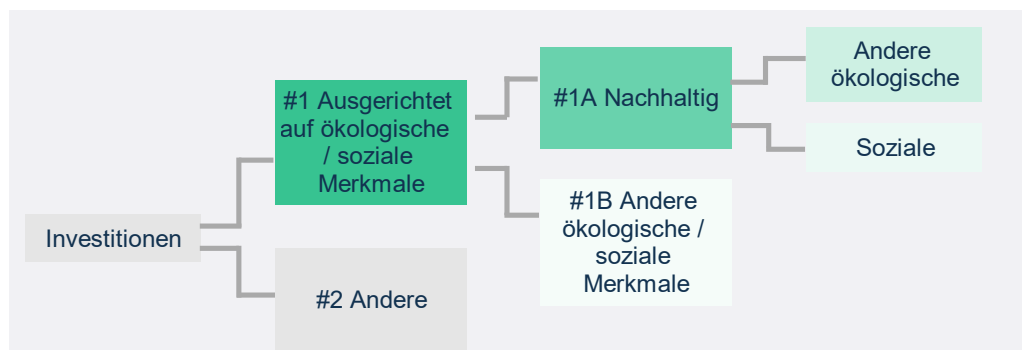 Andere
ökologische
#1 Ausgerichtet
auf ökologische
/ soziale
Merkmale
#1A Nachhaltig
Soziale
#1B Andere
ökologische /
soziale
Merkmale
Investitionen
#2 Andere